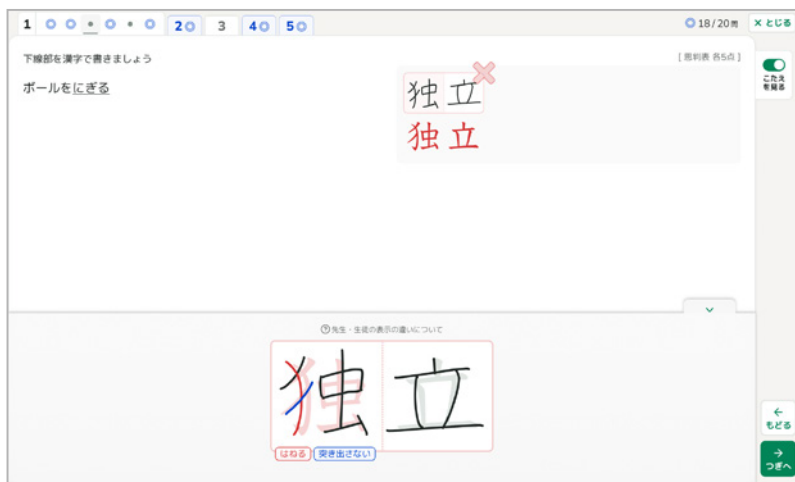 1 2 3 4 5
18/20問
×とじる
下線部を漢字で書きましょう
[思判表 各5点]
こたえを見る
ボールをにぎる
独立
独立
?先生・生徒の表示の違いについて
独立
はねる 突き出さない
←もどる
→つぎへ